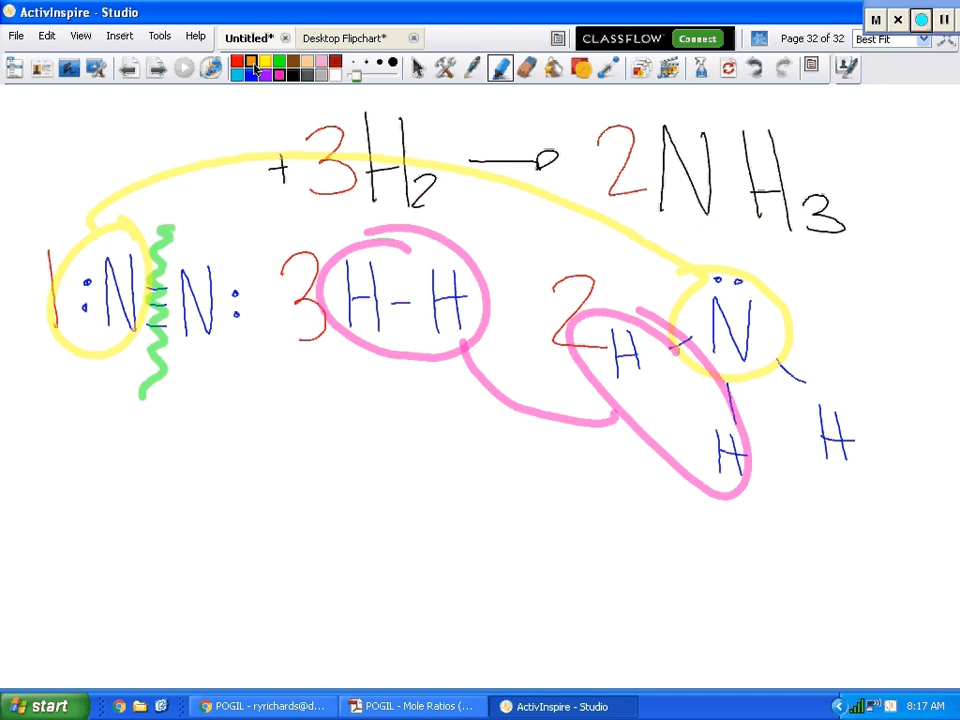 ActivInspire - Studio
File Edit View Insert Tools Help Untitled* Desktop Flipchart* CLASSFLOW Connect Page 32 of 32 Best Fit
M
+ 3H2 → 2NH3
1 :N≡N: 3 H-H 2 H-N
H H
start POGIL - ryrichards@d... POGIL - Mole Ratios (... ActivInspire - Studio 8:17 AM